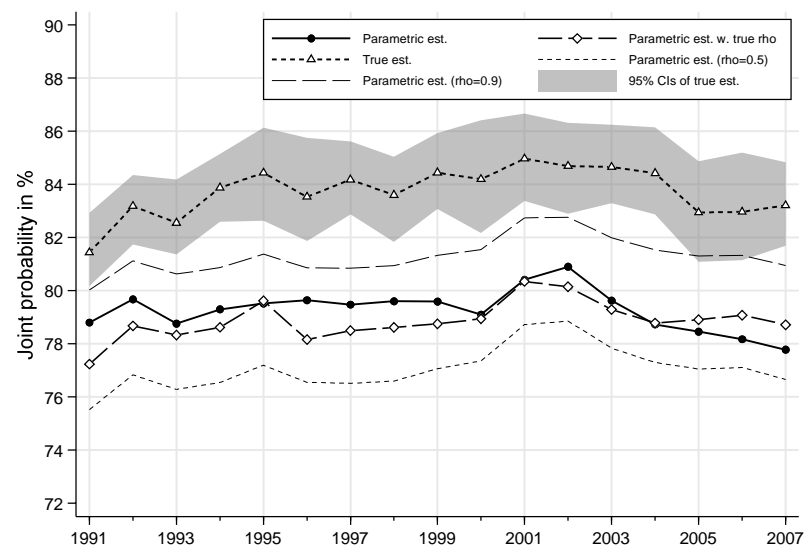 Joint probability in %
90
88
86
84
82
80
78
76
74
72
Parametric est.
True est.
Parametric est. (rho=0.9)
Parametric est. w. true rho
Parametric est. (rho=0.5)
95% CIs of true est.
1991 1993 1995 1997 1999 2001 2003 2005 2007